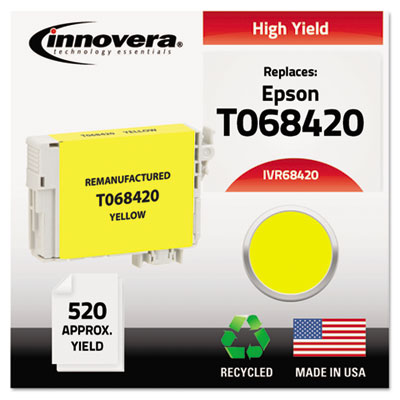 innovera
technology essentials
High Yield
Replaces:
Epson
T068420
IVR68420
REMANUFACTURED
T068420
YELLOW
520
APPROX.
YIELD
RECYCLED
MADE IN USA